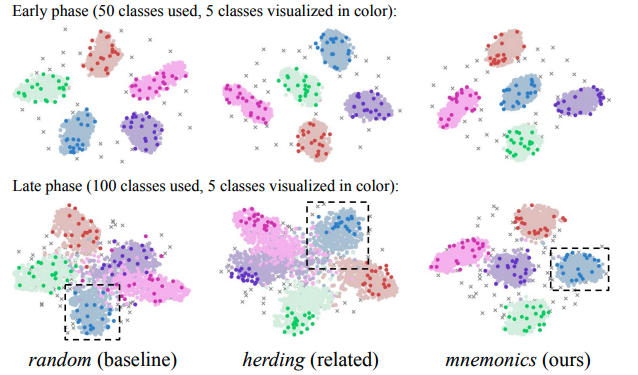 Early phase (50 classes used, 5 classes visualized in color):
Late phase (100 classes used, 5 classes visualized in color):
random (baseline) herding (related) mnemonics (ours)